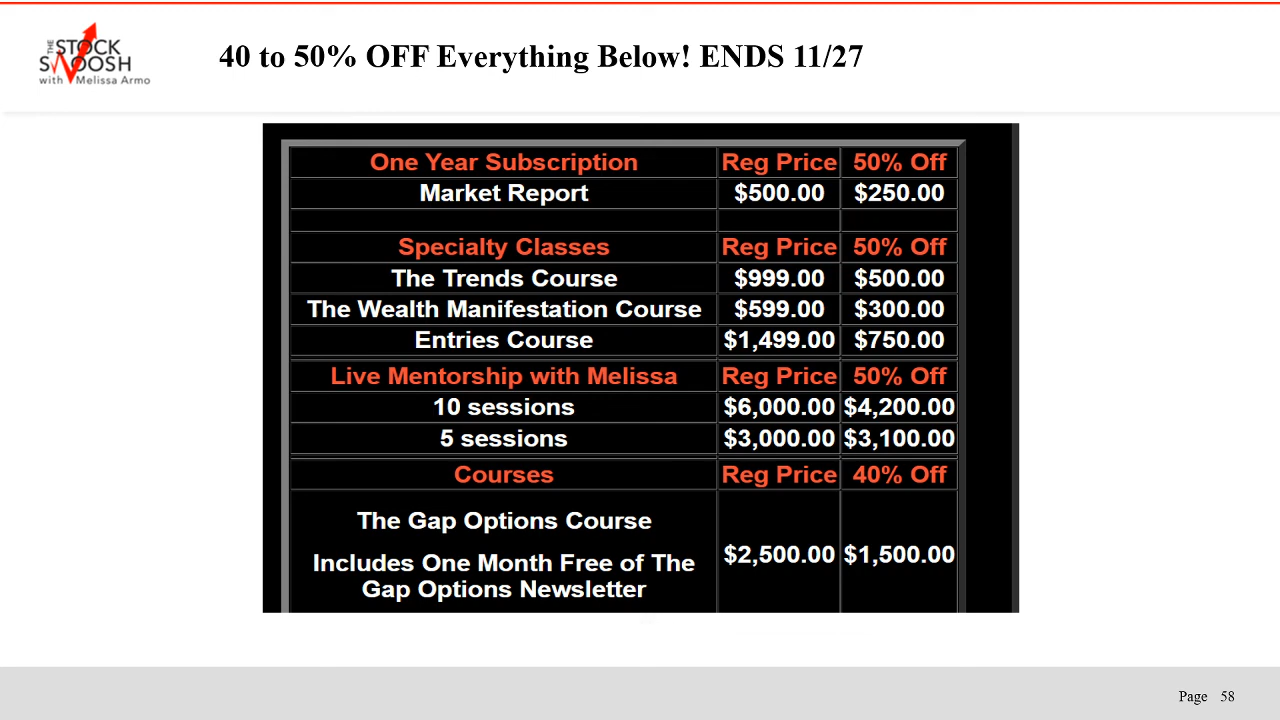 THE STOCK
SWOOSH
with Melissa Armo
40 to 50% OFF Everything Below! ENDS 11/27
One Year Subscription Reg Price 50% Off
Market Report $500.00 $250.00
Specialty Classes Reg Price 50% Off
The Trends Course $999.00 $500.00
The Wealth Manifestation Course $599.00 $300.00
Entries Course $1,499.00 $750.00
Live Mentorship with Melissa Reg Price 50% Off
10 sessions $6,000.00 $4,200.00
5 sessions $3,000.00 $3,100.00
Courses Reg Price 40% Off
The Gap Options Course
Includes One Month Free of The
Gap Options Newsletter
$2,500.00 $1,500.00
Page 58